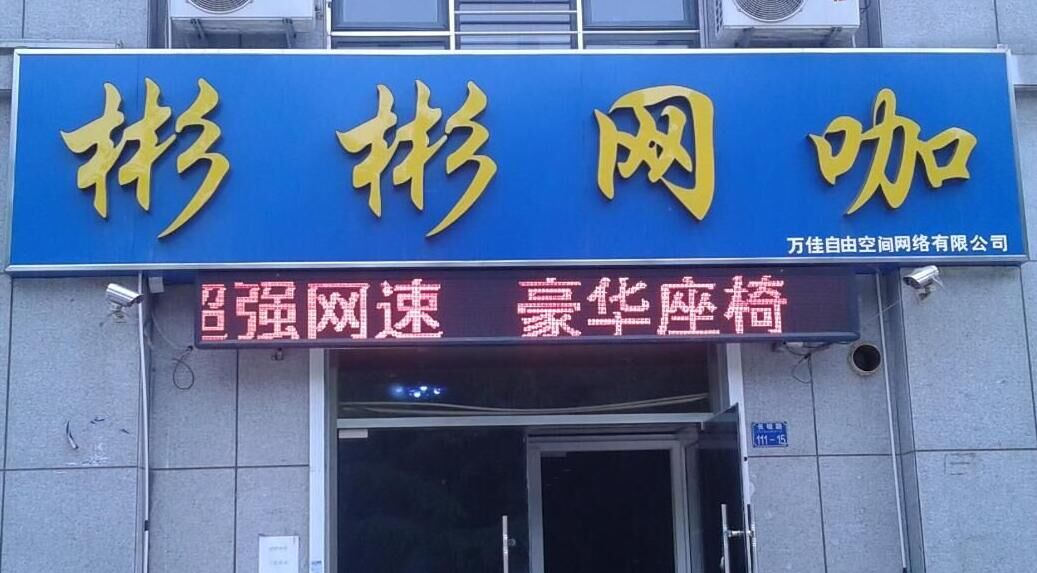 彬彬网咖
万佳自由空间网络有限公司
强网速 豪华座椅
111-15